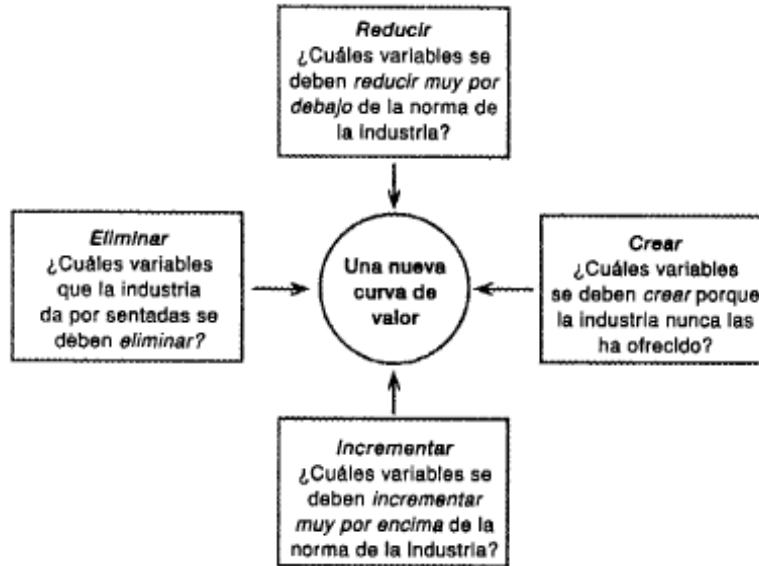 Reducir
¿Cuáles variables se
deben reducir muy por
debajo de la norma de
la industria?
Eliminar
¿Cuáles variables
que la industria
da por sentadas se
deben eliminar?
Una nueva
curva de
valor
Crear
¿Cuáles variables
se deben crear porque
la industria nunca las
ha ofrecido?
Incrementar
¿Cuáles variables se
deben incrementar
muy por encima de la
norma de la industria?